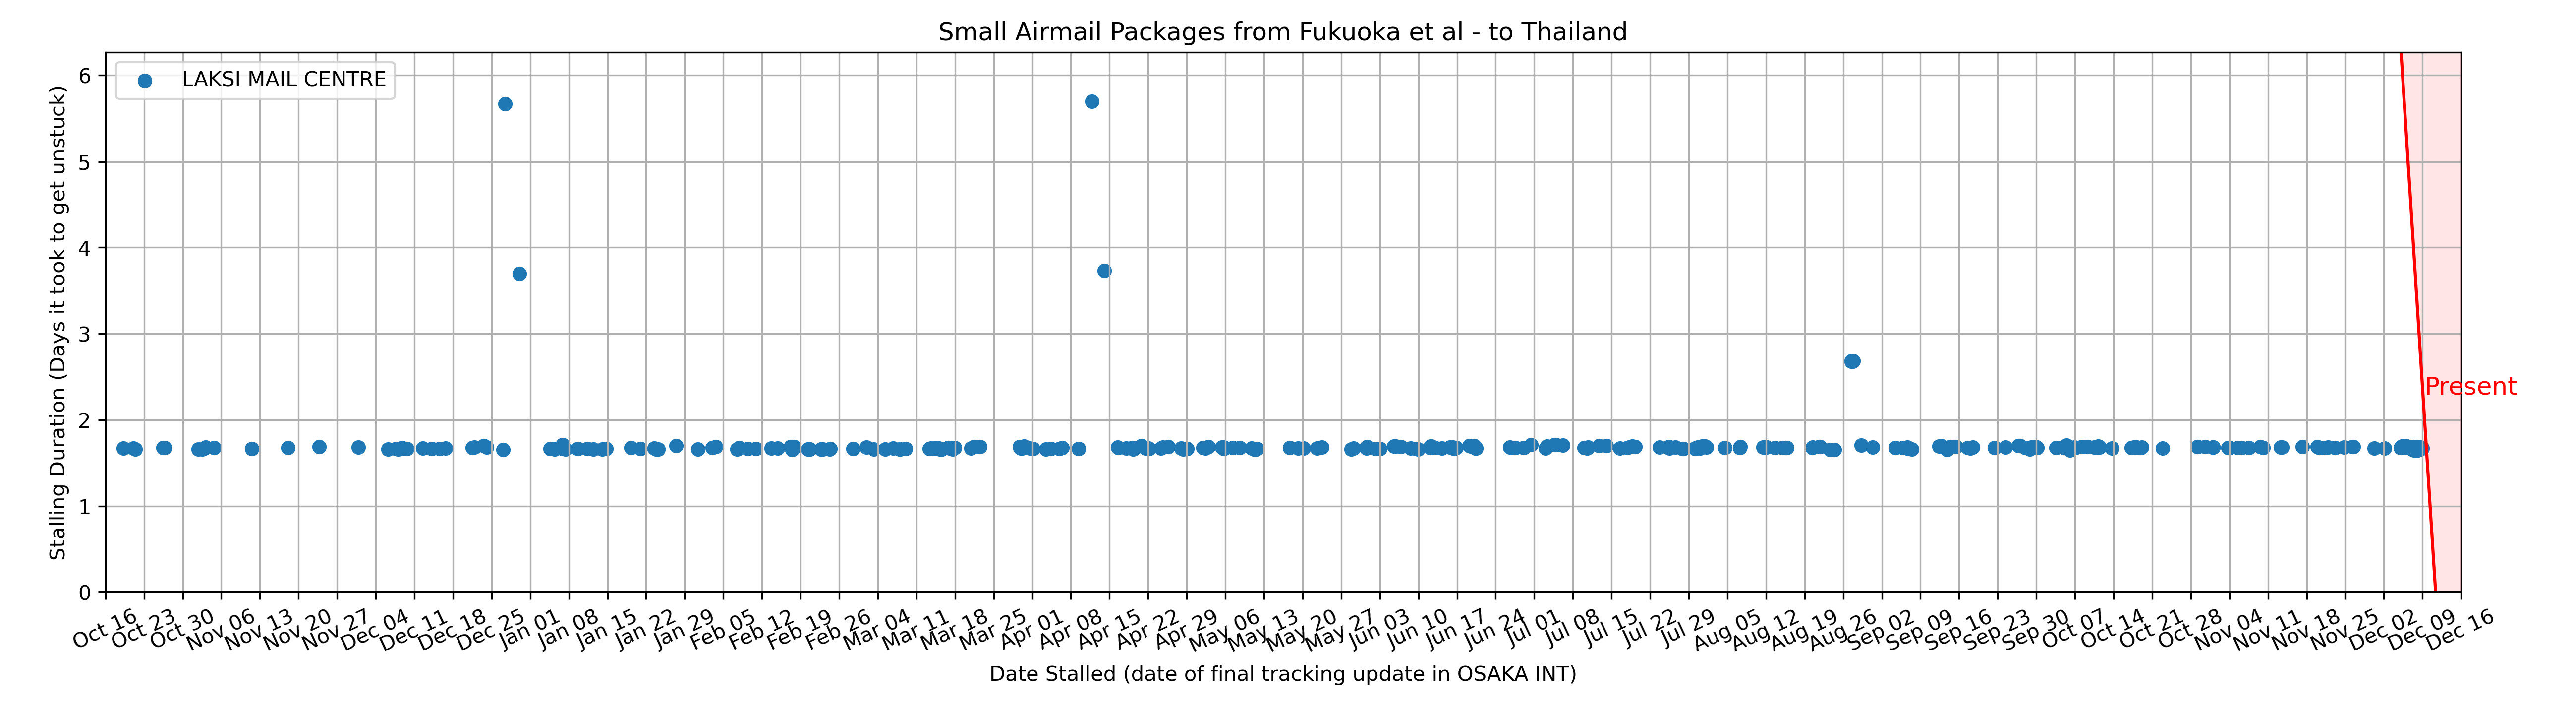 Small Airmail Packages from Fukuoka et al - to Thailand
LAKSI MAIL CENTRE
Stalling Duration (Days it took to get unstuck)
6
5
4
3
2
1
0
Present
Oct 16 Oct 23 Oct 30 Nov 06 Nov 13 Nov 20 Nov 27 Dec 04 Dec 11 Dec 18 Dec 25 Jan 01 Jan 08 Jan 15 Jan 22 Jan 29 Feb 05 Feb 12 Feb 19 Feb 26 Mar 04 Mar 11 Mar 18 Mar 25 Apr 01 Apr 08 Apr 15 Apr 22 Apr 29 May 06 May 13 May 20 May 27 Jun 03 Jun 10 Jun 17 Jun 24 Jul 01 Jul 08 Jul 15 Jul 22 Jul 29 Aug 05 Aug 12 Aug 19 Aug 26 Sep 02 Sep 09 Sep 16 Sep 23 Sep 30 Oct 07 Oct 14 Oct 21 Oct 28 Nov 04 Nov 11 Nov 18 Nov 25 Dec 02 Dec 09 Dec 16
Date Stalled (date of final tracking update in OSAKA INT)